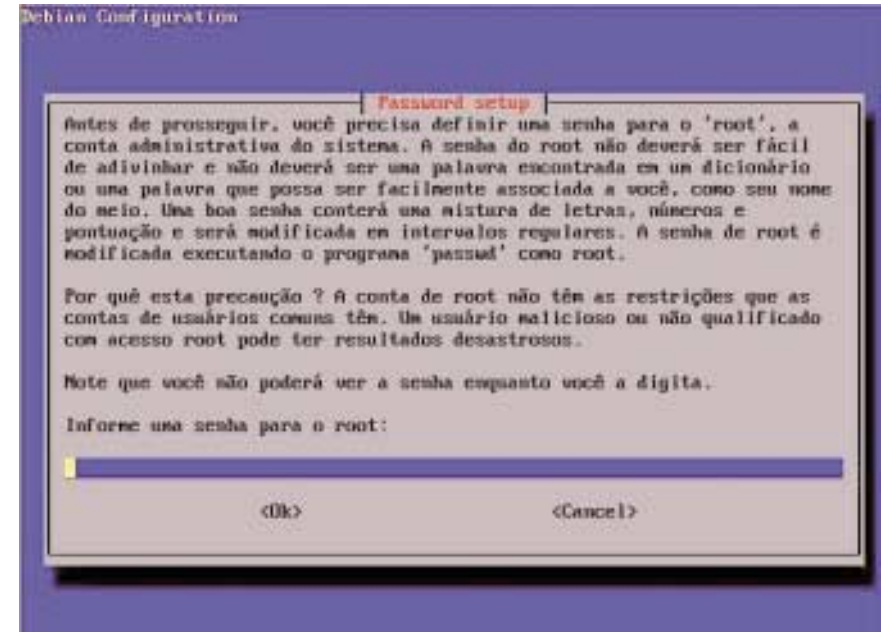 Debian Configuration
Password setup
Antes de prosseguir, você precisa definir uma senha para o 'root', a
conta administrativa do sistema. A senha do root não deverá ser fácil
de adivinhar e não deverá ser uma palavra encontrada em um dicionário
ou uma palavra que possa ser facilmente associada a você, como seu nome
do meio. Uma boa senha conterá uma mistura de letras, números e
pontuação e será modificada em intervalos regulares. A senha de root é
modificada executando o programa 'passwd' como root.
Por quê esta precaução ? A conta de root não têm as restrições que as
contas de usuários comuns têm. Um usuário malicioso ou não qualificado
com acesso root pode ter resultados desastrosos.
Note que você não poderá ver a senha enquanto você a digita.
Informe uma senha para o root:
<Ok> <Cancel>